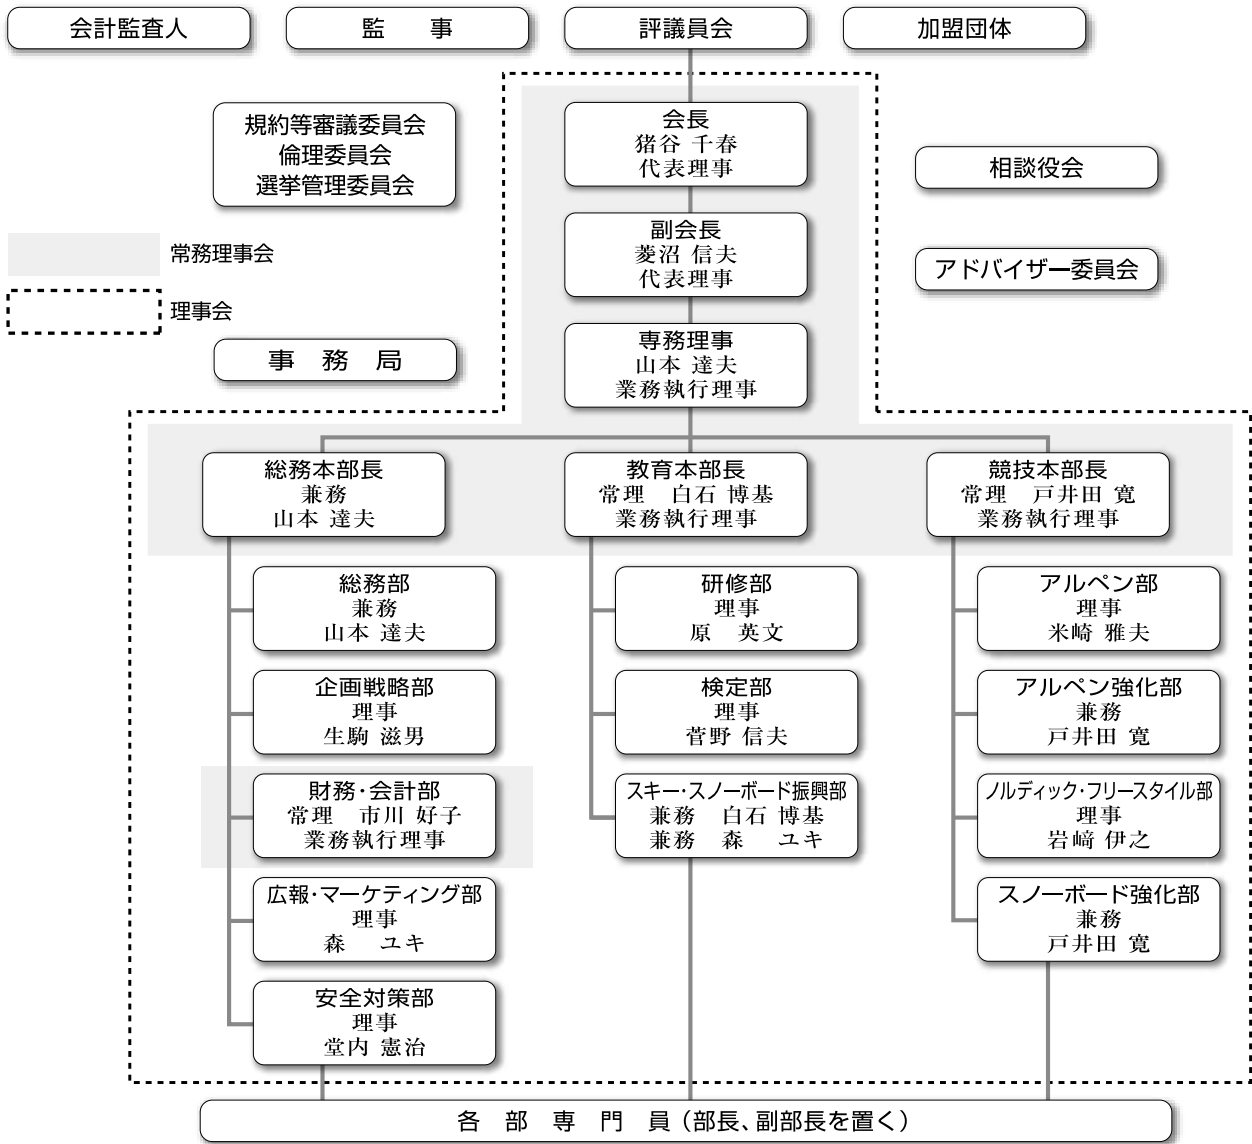 会計監査人
監　事
評議員会
加盟団体
規約等審議委員会
倫理委員会
選挙管理委員会
会長
猪谷 千春
代表理事
相談役会
副会長
菱沼 信夫
代表理事
アドバイザー委員会
常務理事会
理事会
事　務　局
専務理事
山本 達夫
業務執行理事
総務本部長
兼務
山本 達夫
教育本部長
常理　白石 博基
業務執行理事
競技本部長
常理　戸井田 寛
業務執行理事
総務部
兼務
山本 達夫
企画戦略部
理事
生駒 滋男
財務・会計部
常理　市川 好子
業務執行理事
広報・マーケティング部
理事
森　ユキ
安全対策部
理事
堂内 憲治
研修部
理事
原　英文
検定部
理事
菅野 信夫
スキー・スノーボード振興部
兼務　白石 博基
兼務　森　ユキ
アルペン部
理事
米崎 雅夫
アルペン強化部
兼務
戸井田 寛
ノルディック・フリースタイル部
理事
岩﨑 伊之
スノーボード強化部
兼務
戸井田 寛
各　部　専　門　員（部長、副部長を置く）